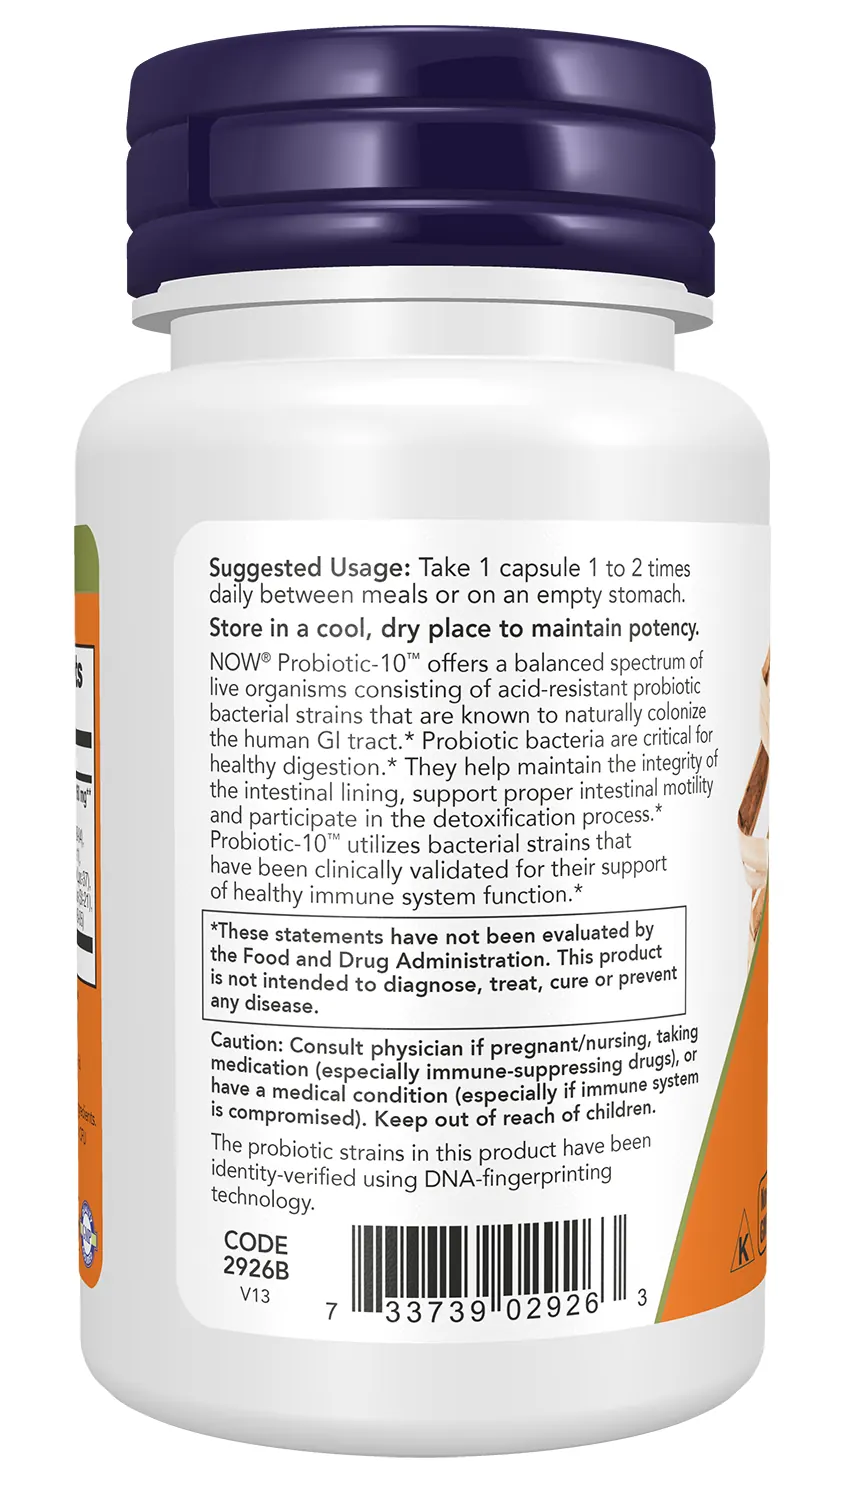 Suggested Usage: Take 1 capsule 1 to 2 times
daily between meals or on an empty stomach.
Store in a cool, dry place to maintain potency.
NOW® Probiotic-10™ offers a balanced spectrum of
live organisms consisting of acid-resistant probiotic
bacterial strains that are known to naturally colonize
the human GI tract.* Probiotic bacteria are critical for
healthy digestion.* They help maintain the integrity of
the intestinal lining, support proper intestinal motility
and participate in the detoxification process.*
Probiotic-10™ utilizes bacterial strains that
have been clinically validated for their support
of healthy immune system function.*
*These statements have not been evaluated by
the Food and Drug Administration. This product
is not intended to diagnose, treat, cure or prevent
any disease.
Caution: Consult physician if pregnant/nursing, taking
medication (especially immune-suppressing drugs), or
have a medical condition (especially if immune system
is compromised). Keep out of reach of children.
The probiotic strains in this product have been
identity-verified using DNA-fingerprinting
technology.
CODE
2926B
V13
7 33739 02926 3
K